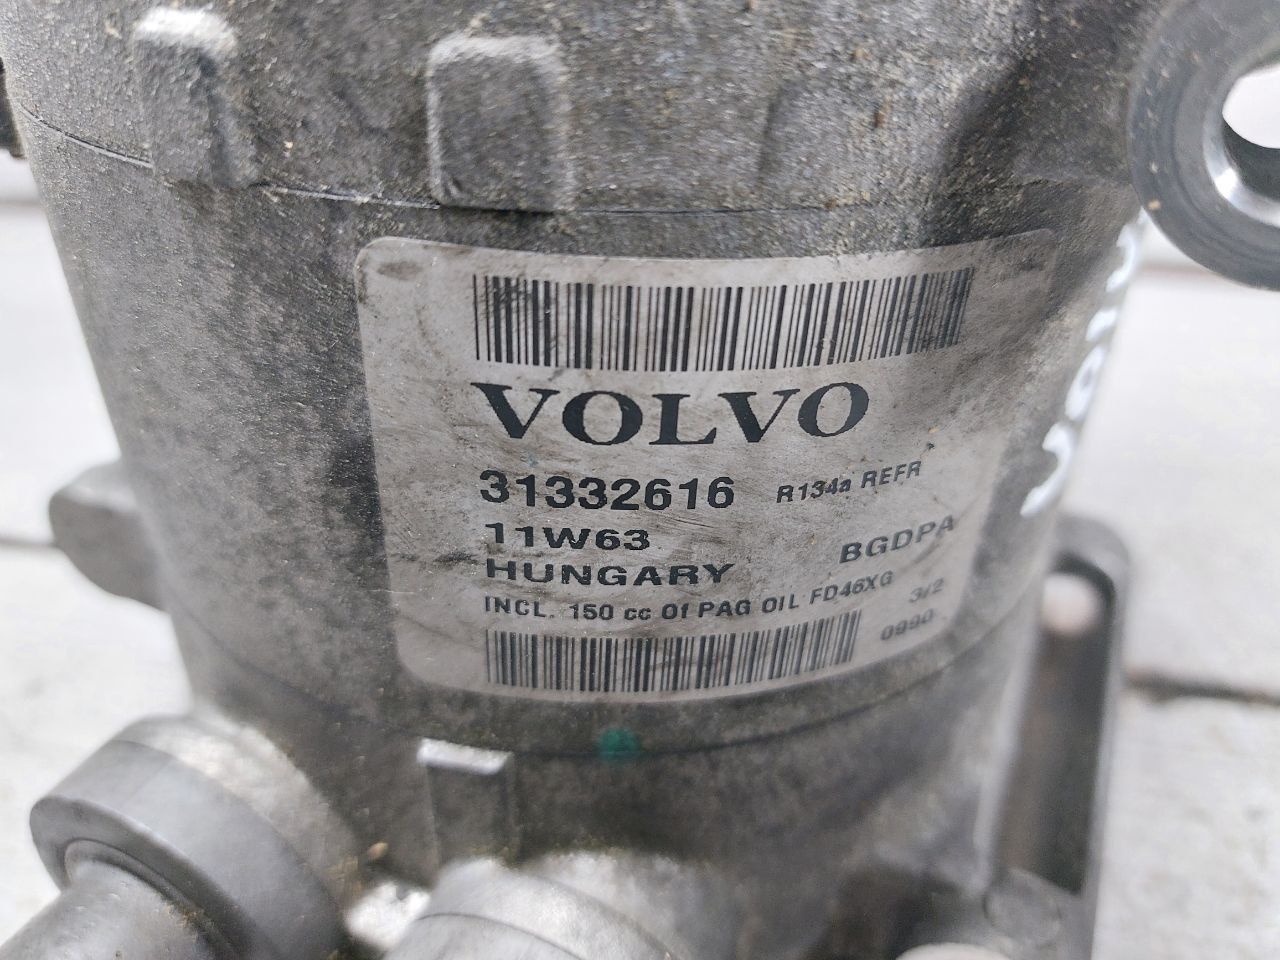 VOLVO
31332616 R134a REFR
11W63
BGDPA
HUNGARY
INCL. 150 cc Of PAG OIL FD46XG
3/2
0990